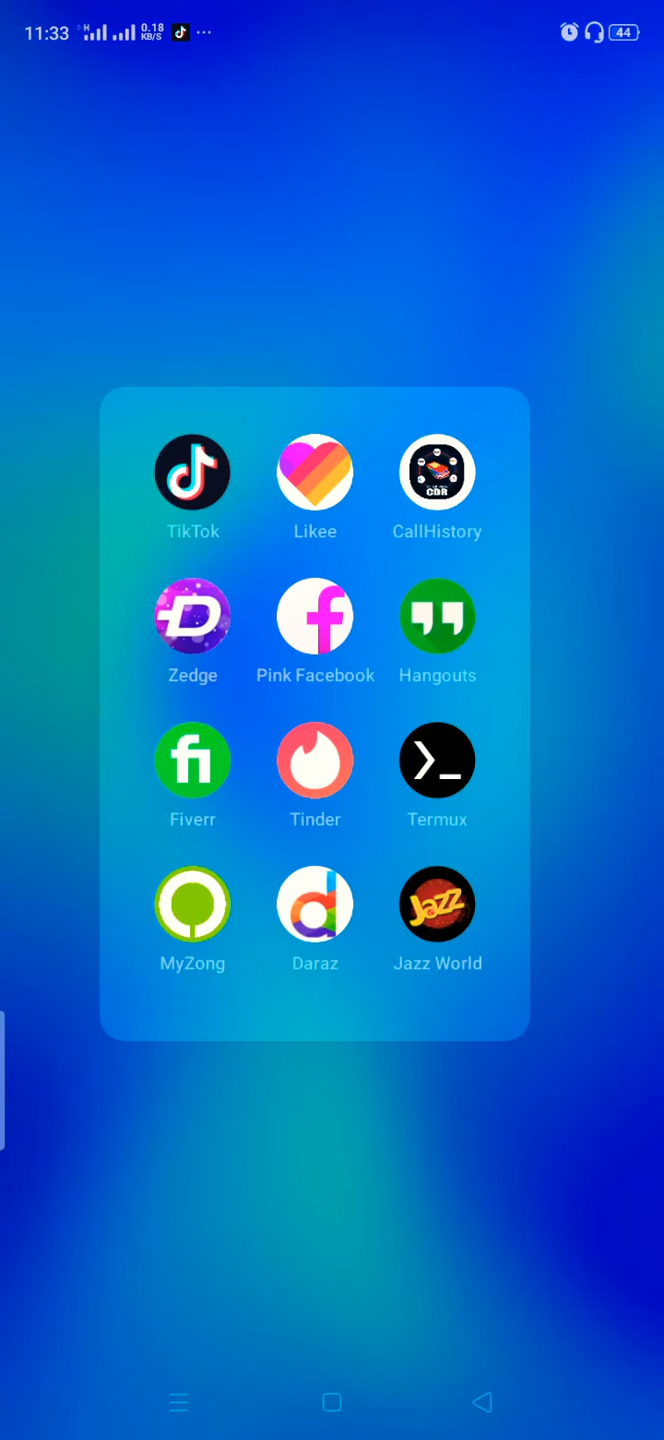 11:33 H 0.18 KB/S 44
TikTok Likee CallHistory
CDR
Zedge Pink Facebook Hangouts
Fiverr Tinder Termux
Jazz
MyZong Daraz Jazz World